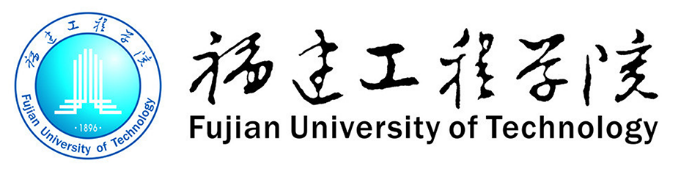 福建工程学院
·1896·
Fujian University of Technology
福建工程学院
Fujian University of Technology